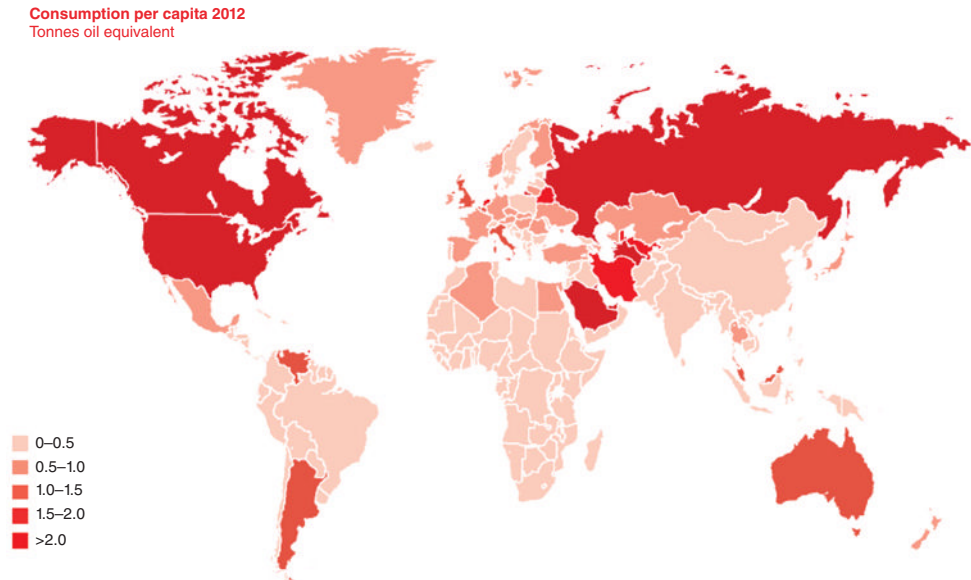 Consumption per capita 2012
Tonnes oil equivalent
0–0.5
0.5–1.0
1.0–1.5
1.5–2.0
>2.0